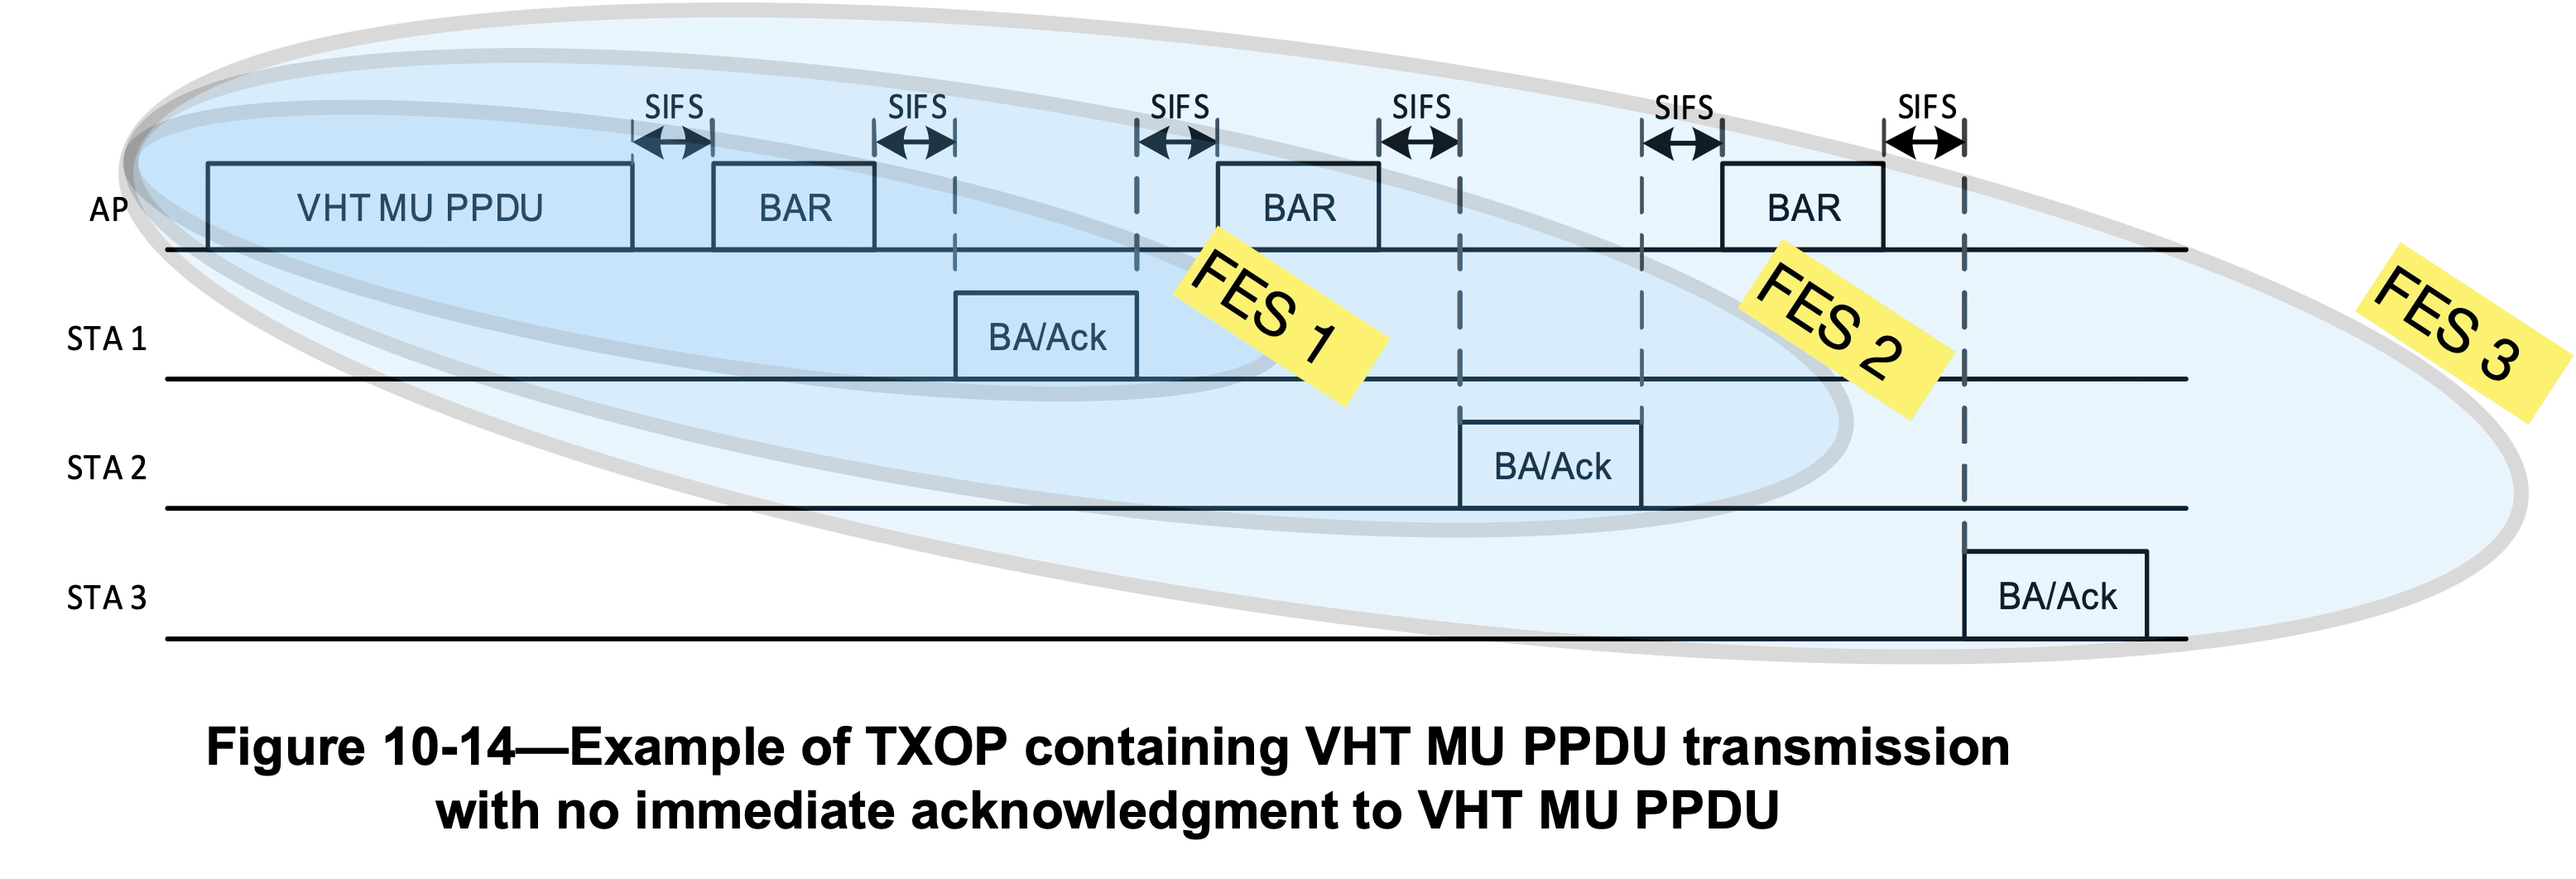 SIFS SIFS SIFS SIFS SIFS SIFS
AP VHT MU PPDU BAR BAR BAR
FES 1 FES 2 FES 3
STA 1 BA/Ack
STA 2 BA/Ack
STA 3 BA/Ack
Figure 10-14—Example of TXOP containing VHT MU PPDU transmission
with no immediate acknowledgment to VHT MU PPDU